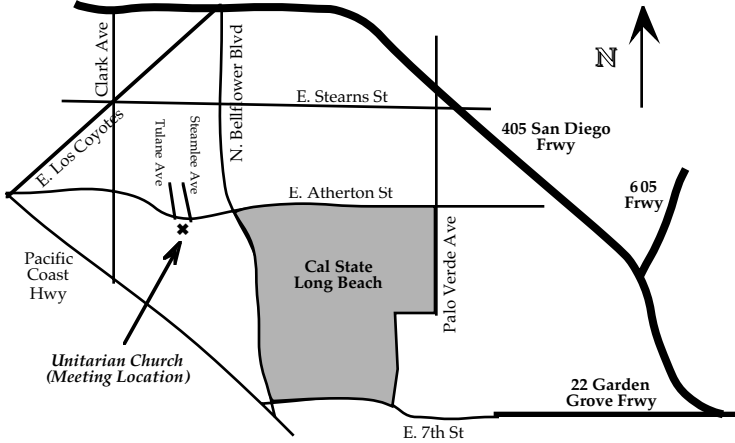 Clark Ave
N. Bellflower Blvd
N
E. Stearns St
405 San Diego
Frwy
E. Los Coyotes
Tulane Ave
Steamlee Ave
605
Frwy
E. Atherton St
Pacific
Coast
Hwy
Cal State
Long Beach
Palo Verde Ave
Unitarian Church
(Meeting Location)
22 Garden
Grove Frwy
E. 7th St